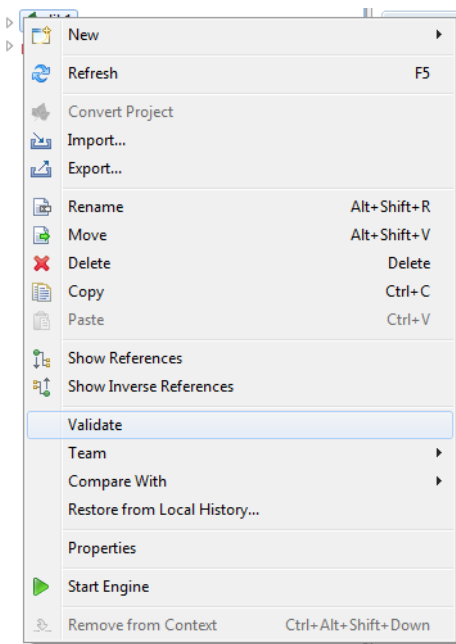 New
Refresh F5
Convert Project
Import...
Export...
Rename Alt+Shift+R
Move Alt+Shift+V
Delete Delete
Copy Ctrl+C
Paste Ctrl+V
Show References
Show Inverse References
Validate
Team
Compare With
Restore from Local History...
Properties
Start Engine
Remove from Context Ctrl+Alt+Shift+Down